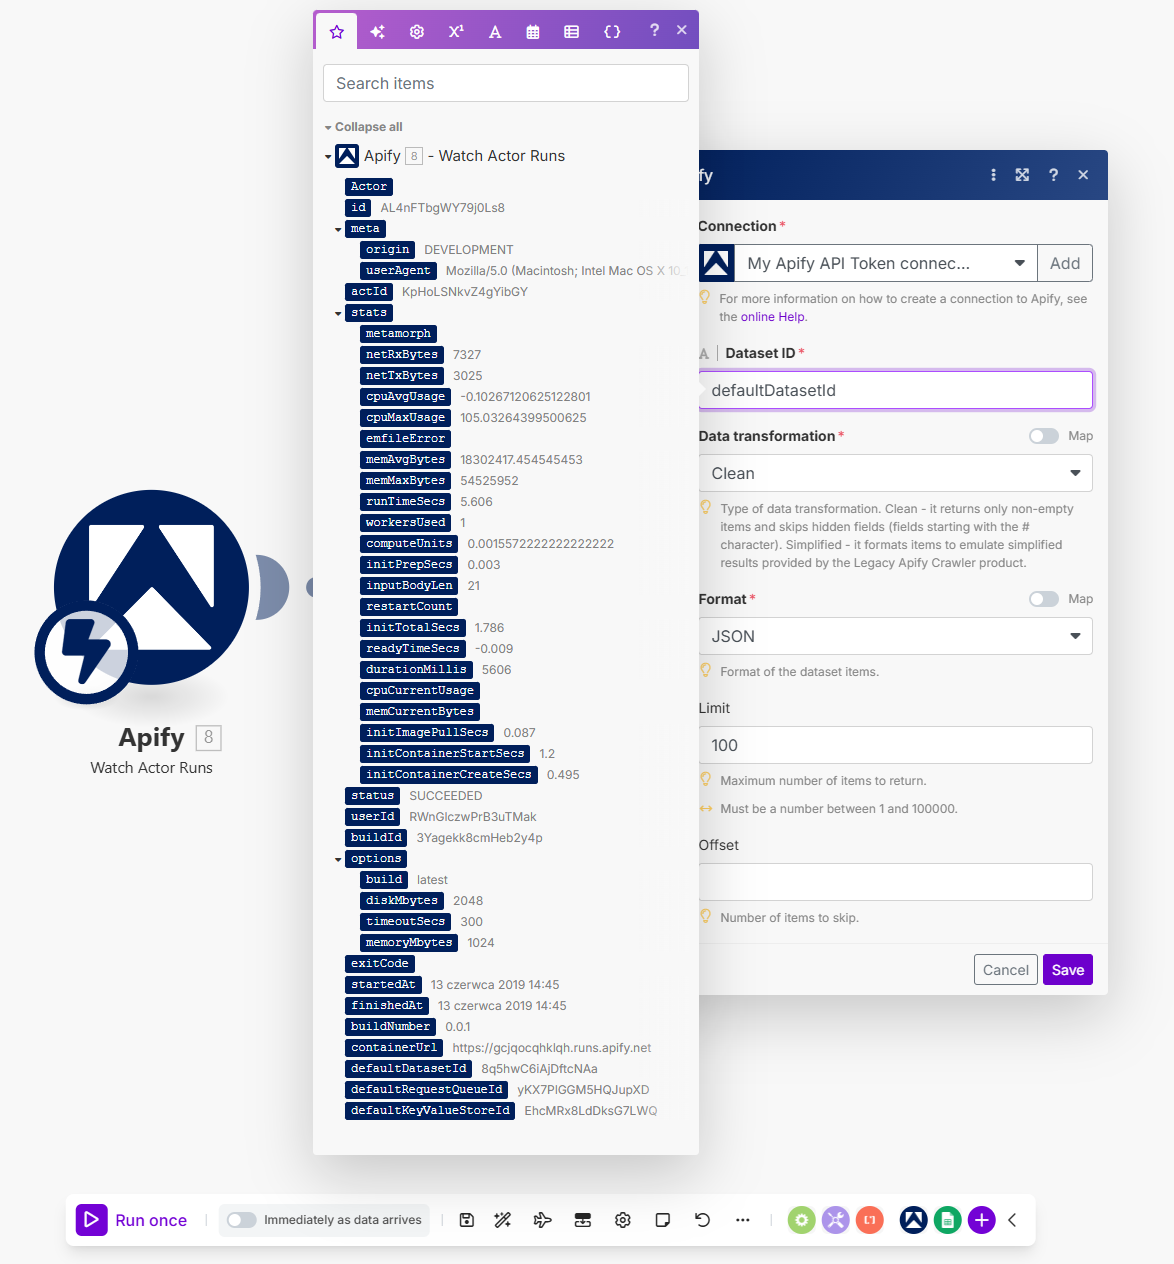 ?
Search items
Collapse all
Apify 8 - Watch Actor Runs
Actor
id AL4nFTbgWY79j0Ls8
meta
origin DEVELOPMENT
userAgent Mozilla/5.0 (Macintosh; Intel Mac OS X 10_
actId KpHoLSNkvZ4gYibGY
stats
metamorph
netRxBytes 7327
netTxBytes 3025
cpuAvgUsage -0.10267120625122801
cpuMaxUsage 105.03264399500625
emfileError
memAvgBytes 18302417.454545453
memMaxBytes 54525952
runTimeSecs 5.606
workersUsed 1
computeUnits 0.0015572222222222222
initPrepSecs 0.003
inputBodyLen 21
restartCount
initTotalSecs 1.786
readyTimeSecs -0.009
durationMillis 5606
cpuCurrentUsage
memCurrentBytes
initImagePullSecs 0.087
initContainerStartSecs 1.2
initContainerCreateSecs 0.495
status SUCCEEDED
userId RWnGlczwPrB3uTMak
buildId 3Yagekk8cmHeb2y4p
options
build latest
diskMbytes 2048
timeoutSecs 300
memoryMbytes 1024
exitCode
startedAt 13 czerwca 2019 14:45
finishedAt 13 czerwca 2019 14:45
buildNumber 0.0.1
containerUrl https://gcjqocqhklqh.runs.apify.net
defaultDatasetId 8q5hwC6iAjDftcNAa
defaultRequestQueueId yKX7PlGGM5HQJupXD
defaultKeyValueStoreId EhcMRx8LdDksG7LWQ
fy ?
Connection *
My Apify API Token connec... Add
For more information on how to create a connection to Apify, see
the online Help.
A Dataset ID *
defaultDatasetId
Data transformation * Map
Clean
Type of data transformation. Clean - it returns only non-empty
items and skips hidden fields (fields starting with the #
character). Simplified - it formats items to emulate simplified
results provided by the Legacy Apify Crawler product.
Format * Map
JSON
Format of the dataset items.
Limit
100
Maximum number of items to return.
Must be a number between 1 and 100000.
Offset
Number of items to skip.
Cancel Save
Apify 8
Watch Actor Runs
Run once Immediately as data arrives